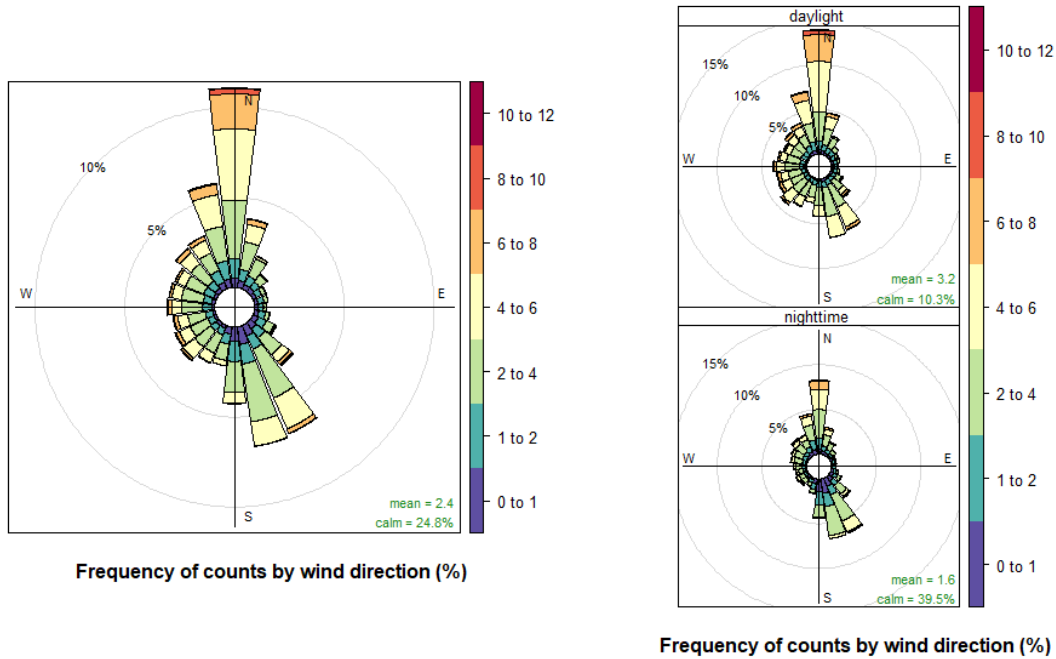 N
10%
5%
W
E
S
mean = 2.4
calm = 24.8%
10 to 12
8 to 10
6 to 8
4 to 6
2 to 4
1 to 2
0 to 1
Frequency of counts by wind direction (%)
daylight
N
15%
10%
5%
W
E
S
mean = 3.2
calm = 10.3%
nighttime
N
15%
10%
5%
W
E
S
mean = 1.6
calm = 39.5%
10 to 12
8 to 10
6 to 8
4 to 6
2 to 4
1 to 2
0 to 1
Frequency of counts by wind direction (%)